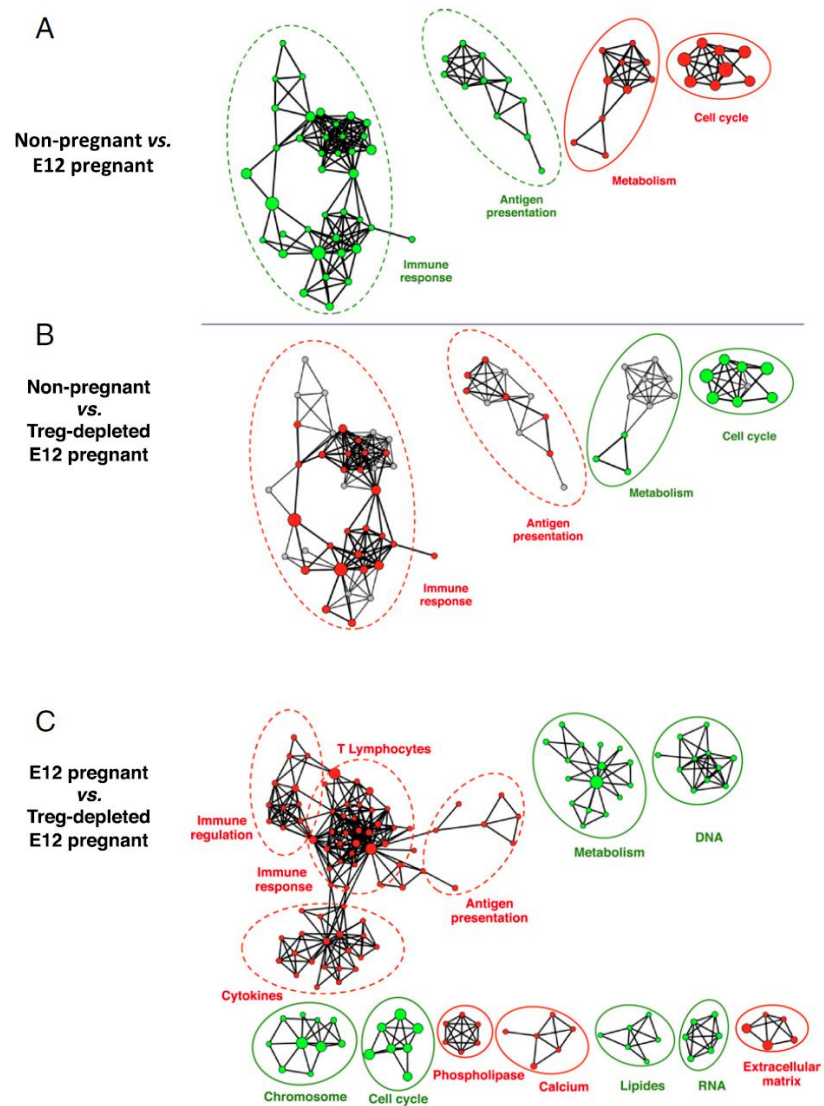 A
Non-pregnant vs.
E12 pregnant
Immune
response
Antigen
presentation
Metabolism
Cell cycle
B
Non-pregnant
vs.
Treg-depleted
E12 pregnant
Immune
response
Antigen
presentation
Metabolism
Cell cycle
C
E12 pregnant
vs.
Treg-depleted
E12 pregnant
T Lymphocytes
Immune
regulation
Immune
response
Antigen
presentation
Cytokines
Metabolism
DNA
Chromosome
Cell cycle
Phospholipase
Calcium
Lipides
RNA
Extracellular
matrix